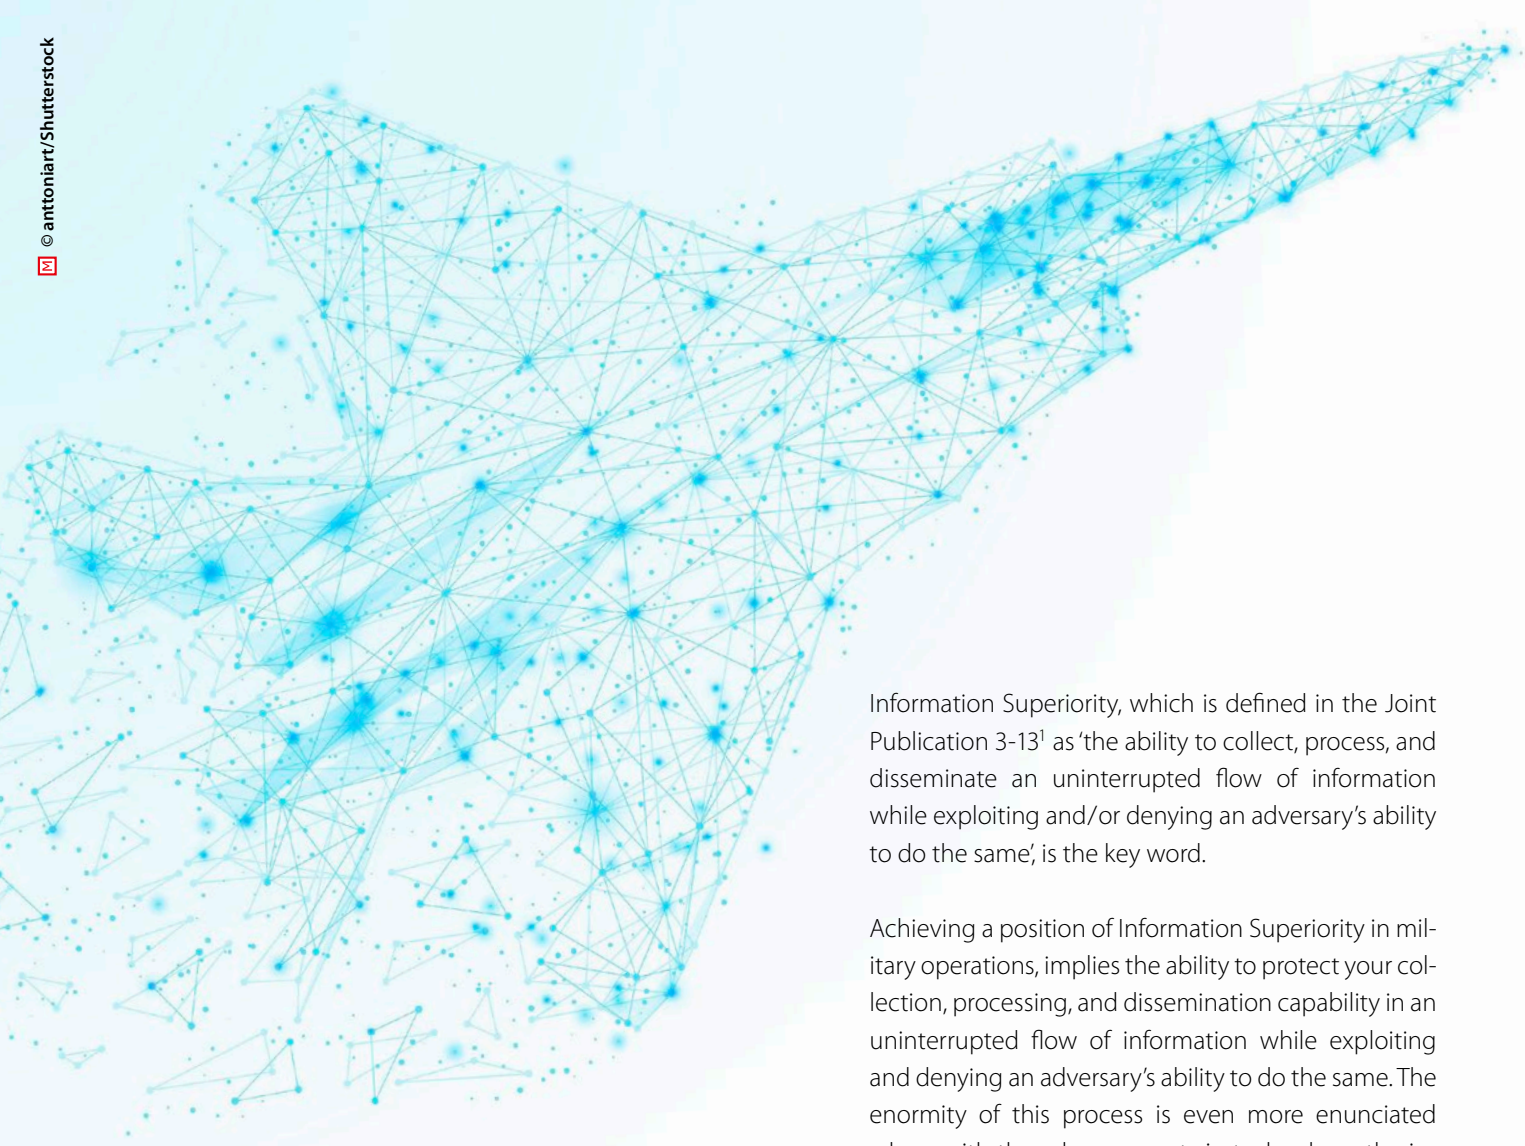 M © anttoniart/Shutterstock
Information Superiority, which is defined in the Joint
Publication 3-13¹ as ‘the ability to collect, process, and
disseminate an uninterrupted flow of information
while exploiting and/or denying an adversary’s ability
to do the same’, is the key word.
Achieving a position of Information Superiority in mil-
itary operations, implies the ability to protect your col-
lection, processing, and dissemination capability in an
uninterrupted flow of information while exploiting
and denying an adversary’s ability to do the same. The
enormity of this process is even more enunciated